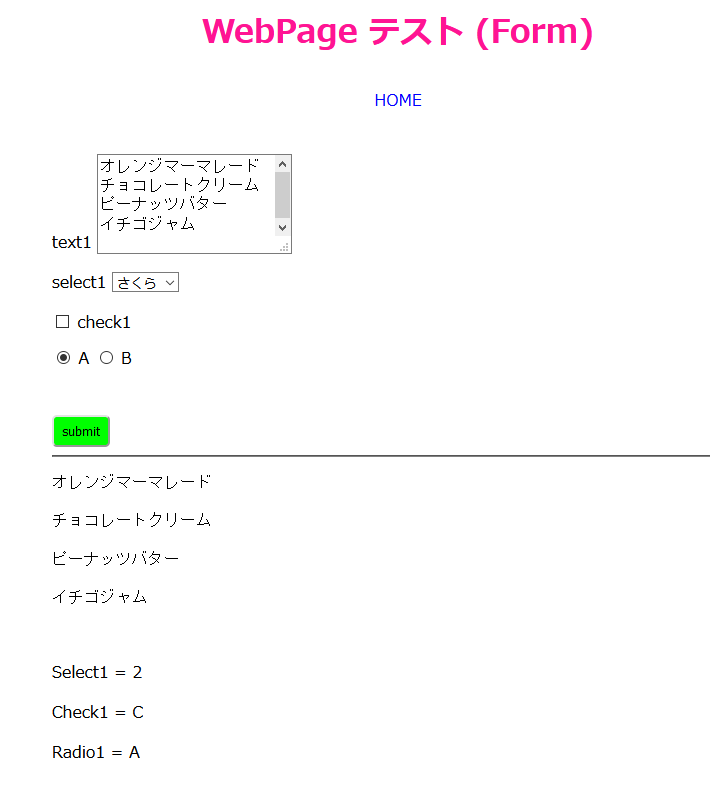 WebPage テスト (Form)
HOME
オレンジマーマレード
チョコレートクリーム
ピーナッツバター
イチゴジャム
text1
select1 さくら
check1
A B
submit
オレンジマーマレード
チョコレートクリーム
ピーナッツバター
イチゴジャム
Select1 = 2
Check1 = C
Radio1 = A